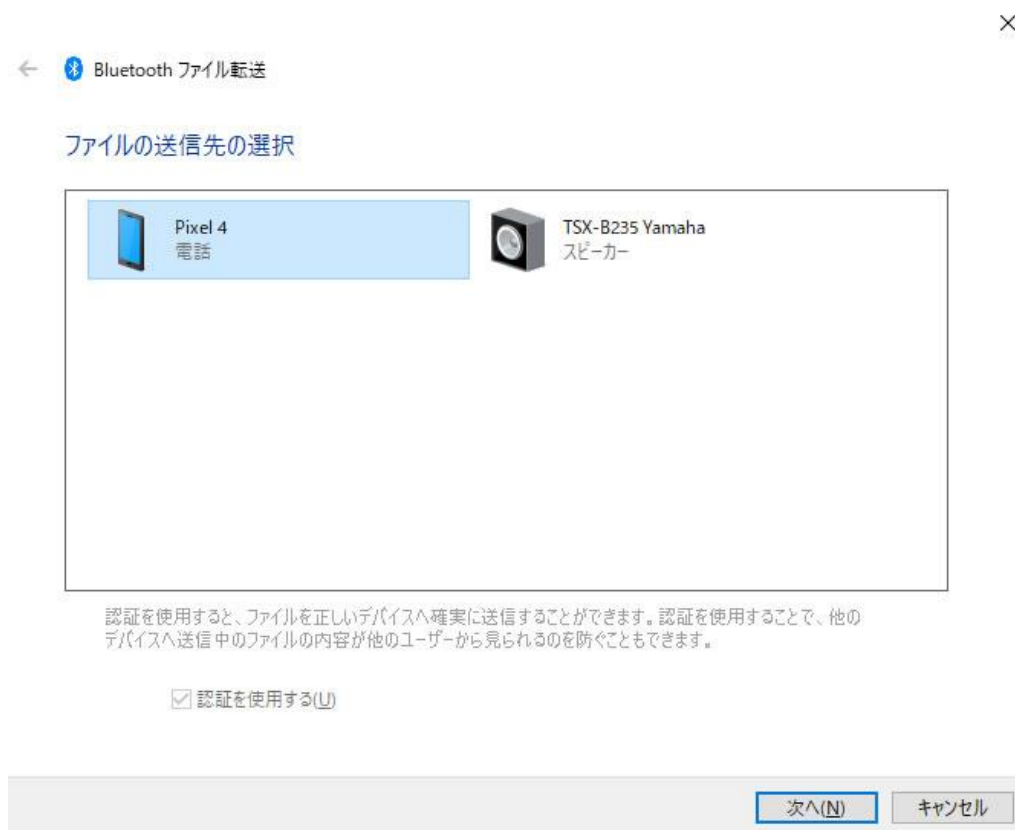 Bluetooth ファイル転送
ファイルの送信先の選択
Pixel 4
電話
TSX-B235 Yamaha
スピーカー
認証を使用すると、ファイルを正しいデバイスへ確実に送信することができます。認証を使用することで、他の
デバイスへ送信中のファイルの内容が他のユーザーから見られるのを防ぐこともできます。
認証を使用する(U)
次へ(N)
キャンセル